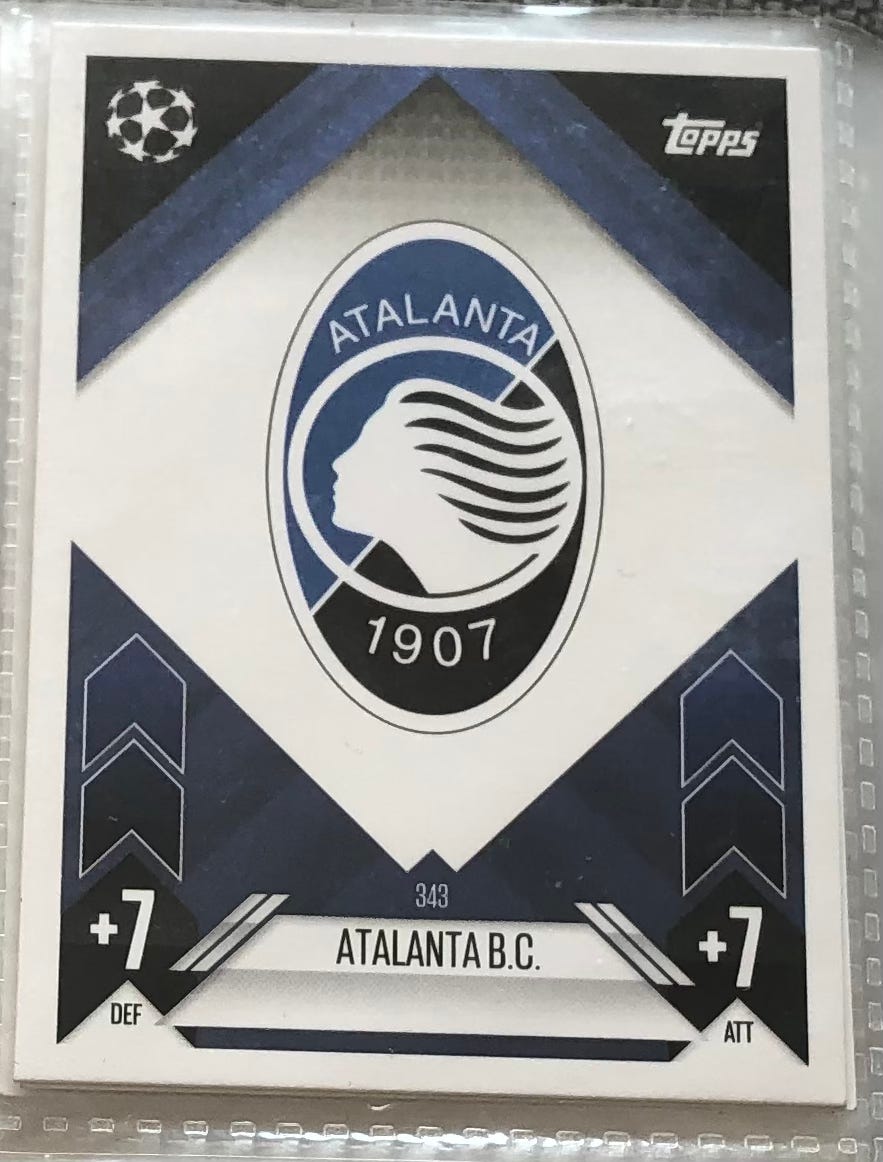 TOPPS
ATALANTA
1907
343
+7
ATALANTA B.C.
+7
DEF
ATT